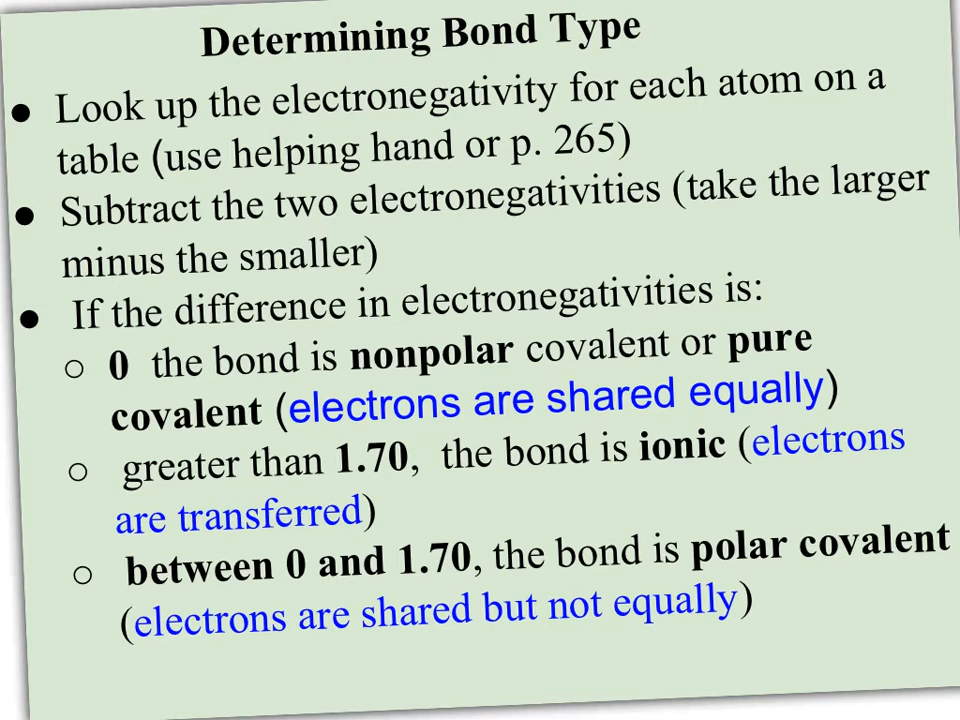 Determining Bond Type
● Look up the electronegativity for each atom on a
table (use helping hand or p. 265)
● Subtract the two electronegativities (take the larger
minus the smaller)
● If the difference in electronegativities is:
○ 0 the bond is nonpolar covalent or pure
covalent (electrons are shared equally)
○ greater than 1.70, the bond is ionic (electrons
are transferred)
○ between 0 and 1.70, the bond is polar covalent
(electrons are shared but not equally)